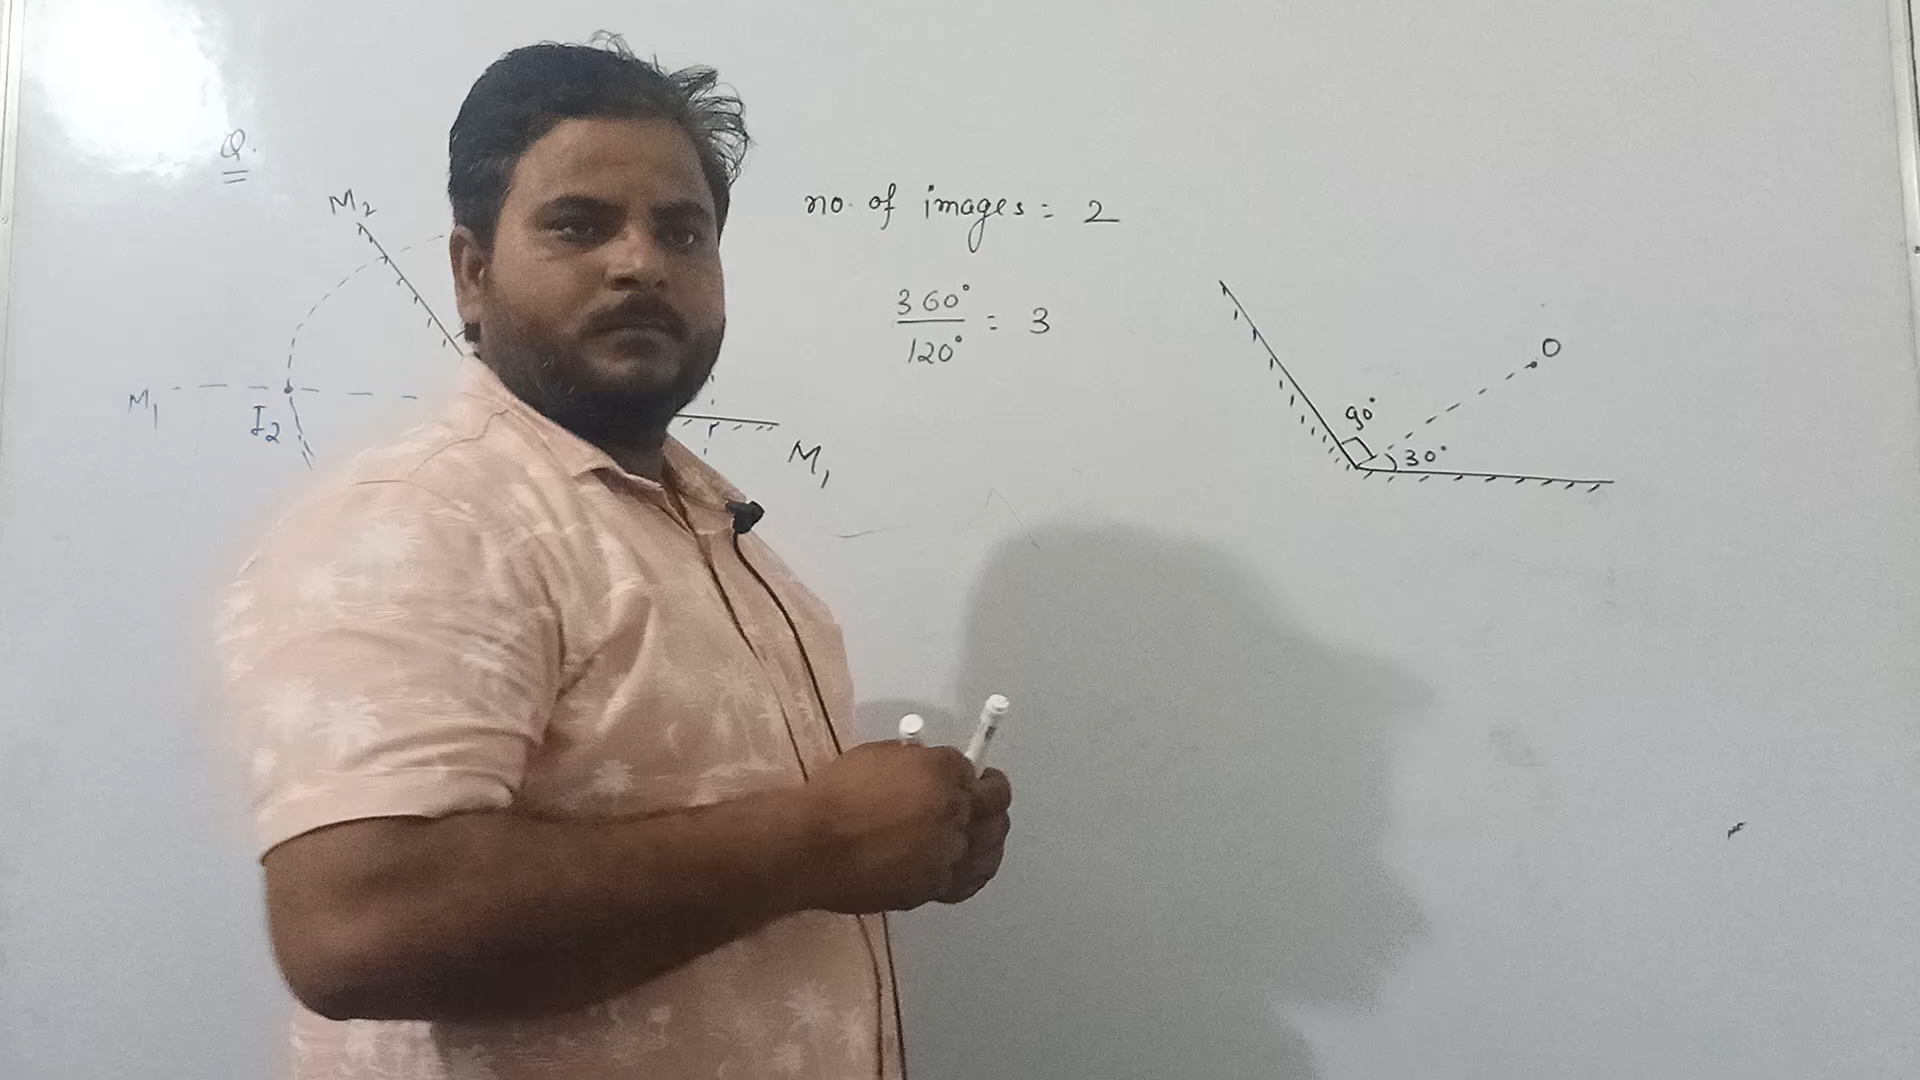 Q.
M2
M1
I2
M1
no. of images = 2
360°
120°
= 3
O
90°
30°